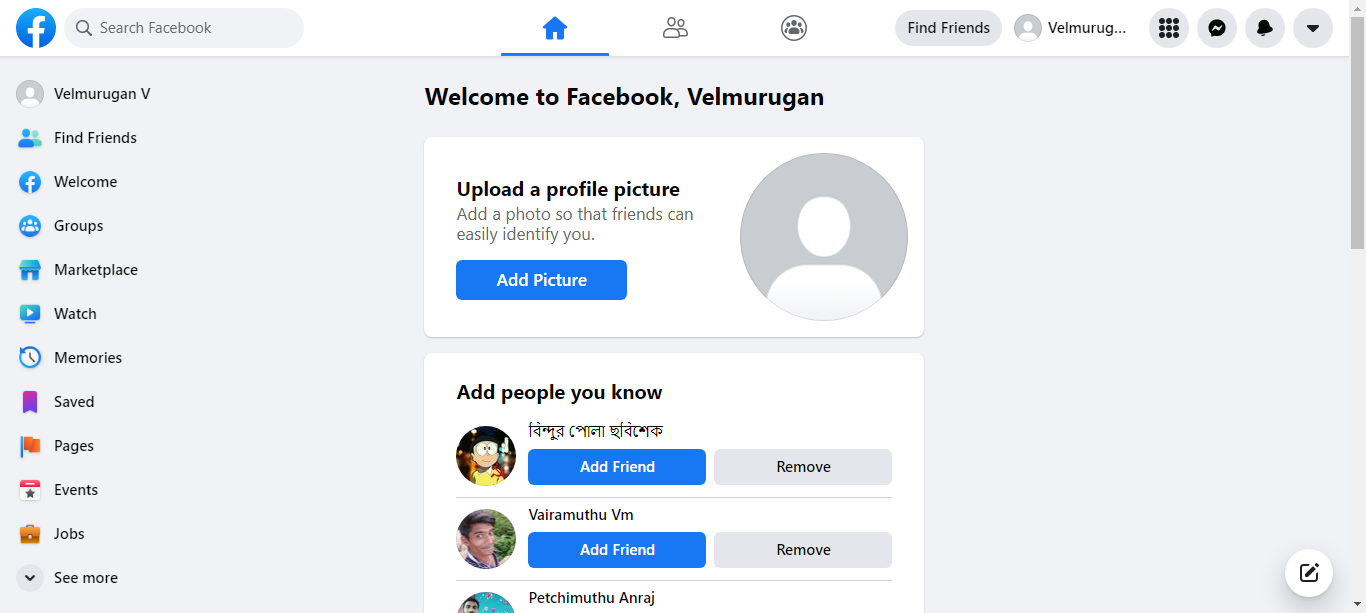 Search Facebook
Find Friends
Velmurug...
Velmurugan V
Find Friends
Welcome
Groups
Marketplace
Watch
Memories
Saved
Pages
Events
Jobs
See more
Welcome to Facebook, Velmurugan
Upload a profile picture
Add a photo so that friends can
easily identify you.
Add Picture
Add people you know
বিন্দুর পোলা ছবিশেক
Add Friend Remove
Vairamuthu Vm
Add Friend Remove
Petchimuthu Anraj